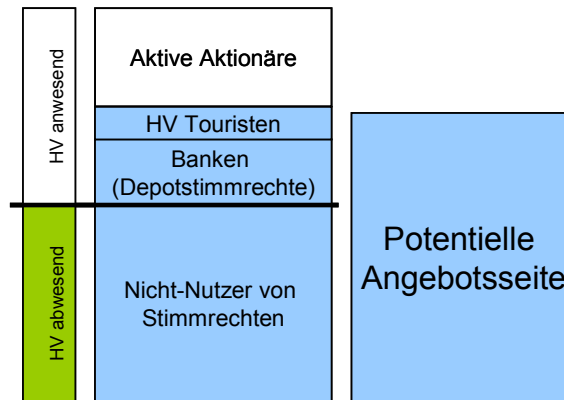 HV anwesend
Aktive Aktionäre
HV Touristen
Banken
(Depotstimmrechte)
HV abwesend
Nicht-Nutzer von
Stimmrechten
Potentielle
Angebotsseite